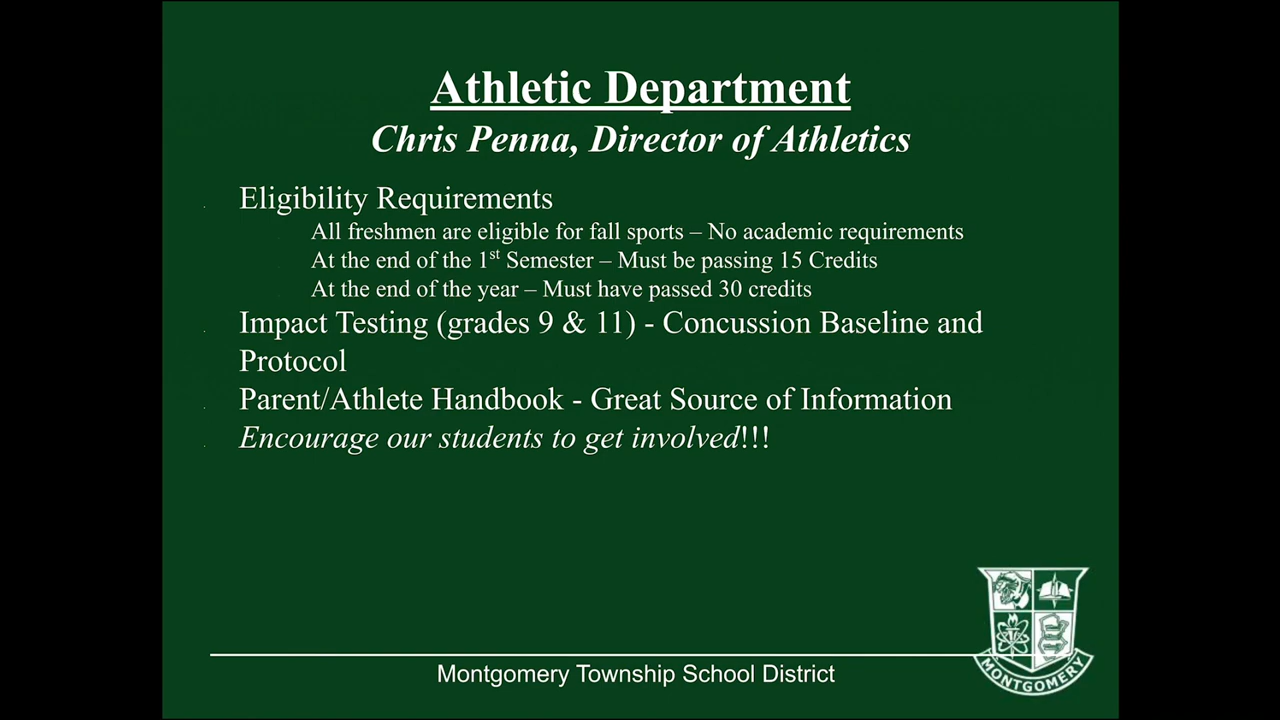 Athletic Department
Chris Penna, Director of Athletics
Eligibility Requirements
All freshmen are eligible for fall sports – No academic requirements
At the end of the 1st Semester – Must be passing 15 Credits
At the end of the year – Must have passed 30 credits
Impact Testing (grades 9 & 11) - Concussion Baseline and
Protocol
Parent/Athlete Handbook - Great Source of Information
Encourage our students to get involved!!!
MONTGOMERY
Montgomery Township School District